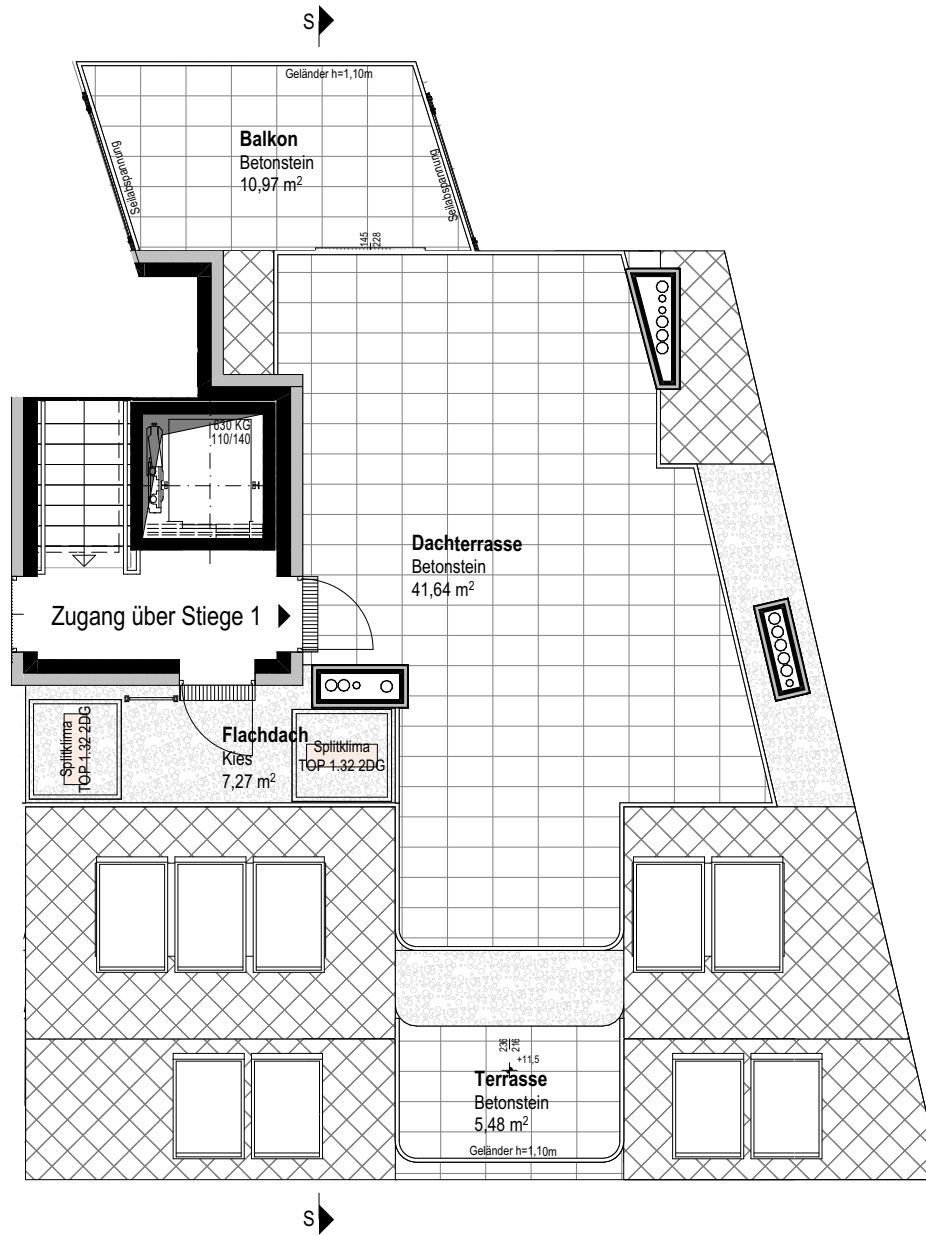 S
Geländer h=1,10m
Balkon
Betonstein
10,97 m²
Seilabspannung
Seilabspannung
145
228
630 KG
110/140
Dachterrasse
Betonstein
41,64 m²
Zugang über Stiege 1
Flachdach
Kies
7,27 m²
Splitklima
TOP 1.32 2DG
Splitklima
TOP 1.32 2DG
236
216
+11,5
Terrasse
Betonstein
5,48 m²
Geländer h=1,10m
S